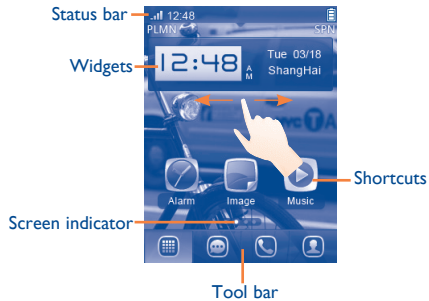 Status bar
12:48
PLMN
SPN
Widgets
12:48 AM
Tue 03/18
ShangHai
Alarm
Image
Music
Shortcuts
Screen indicator
Tool bar